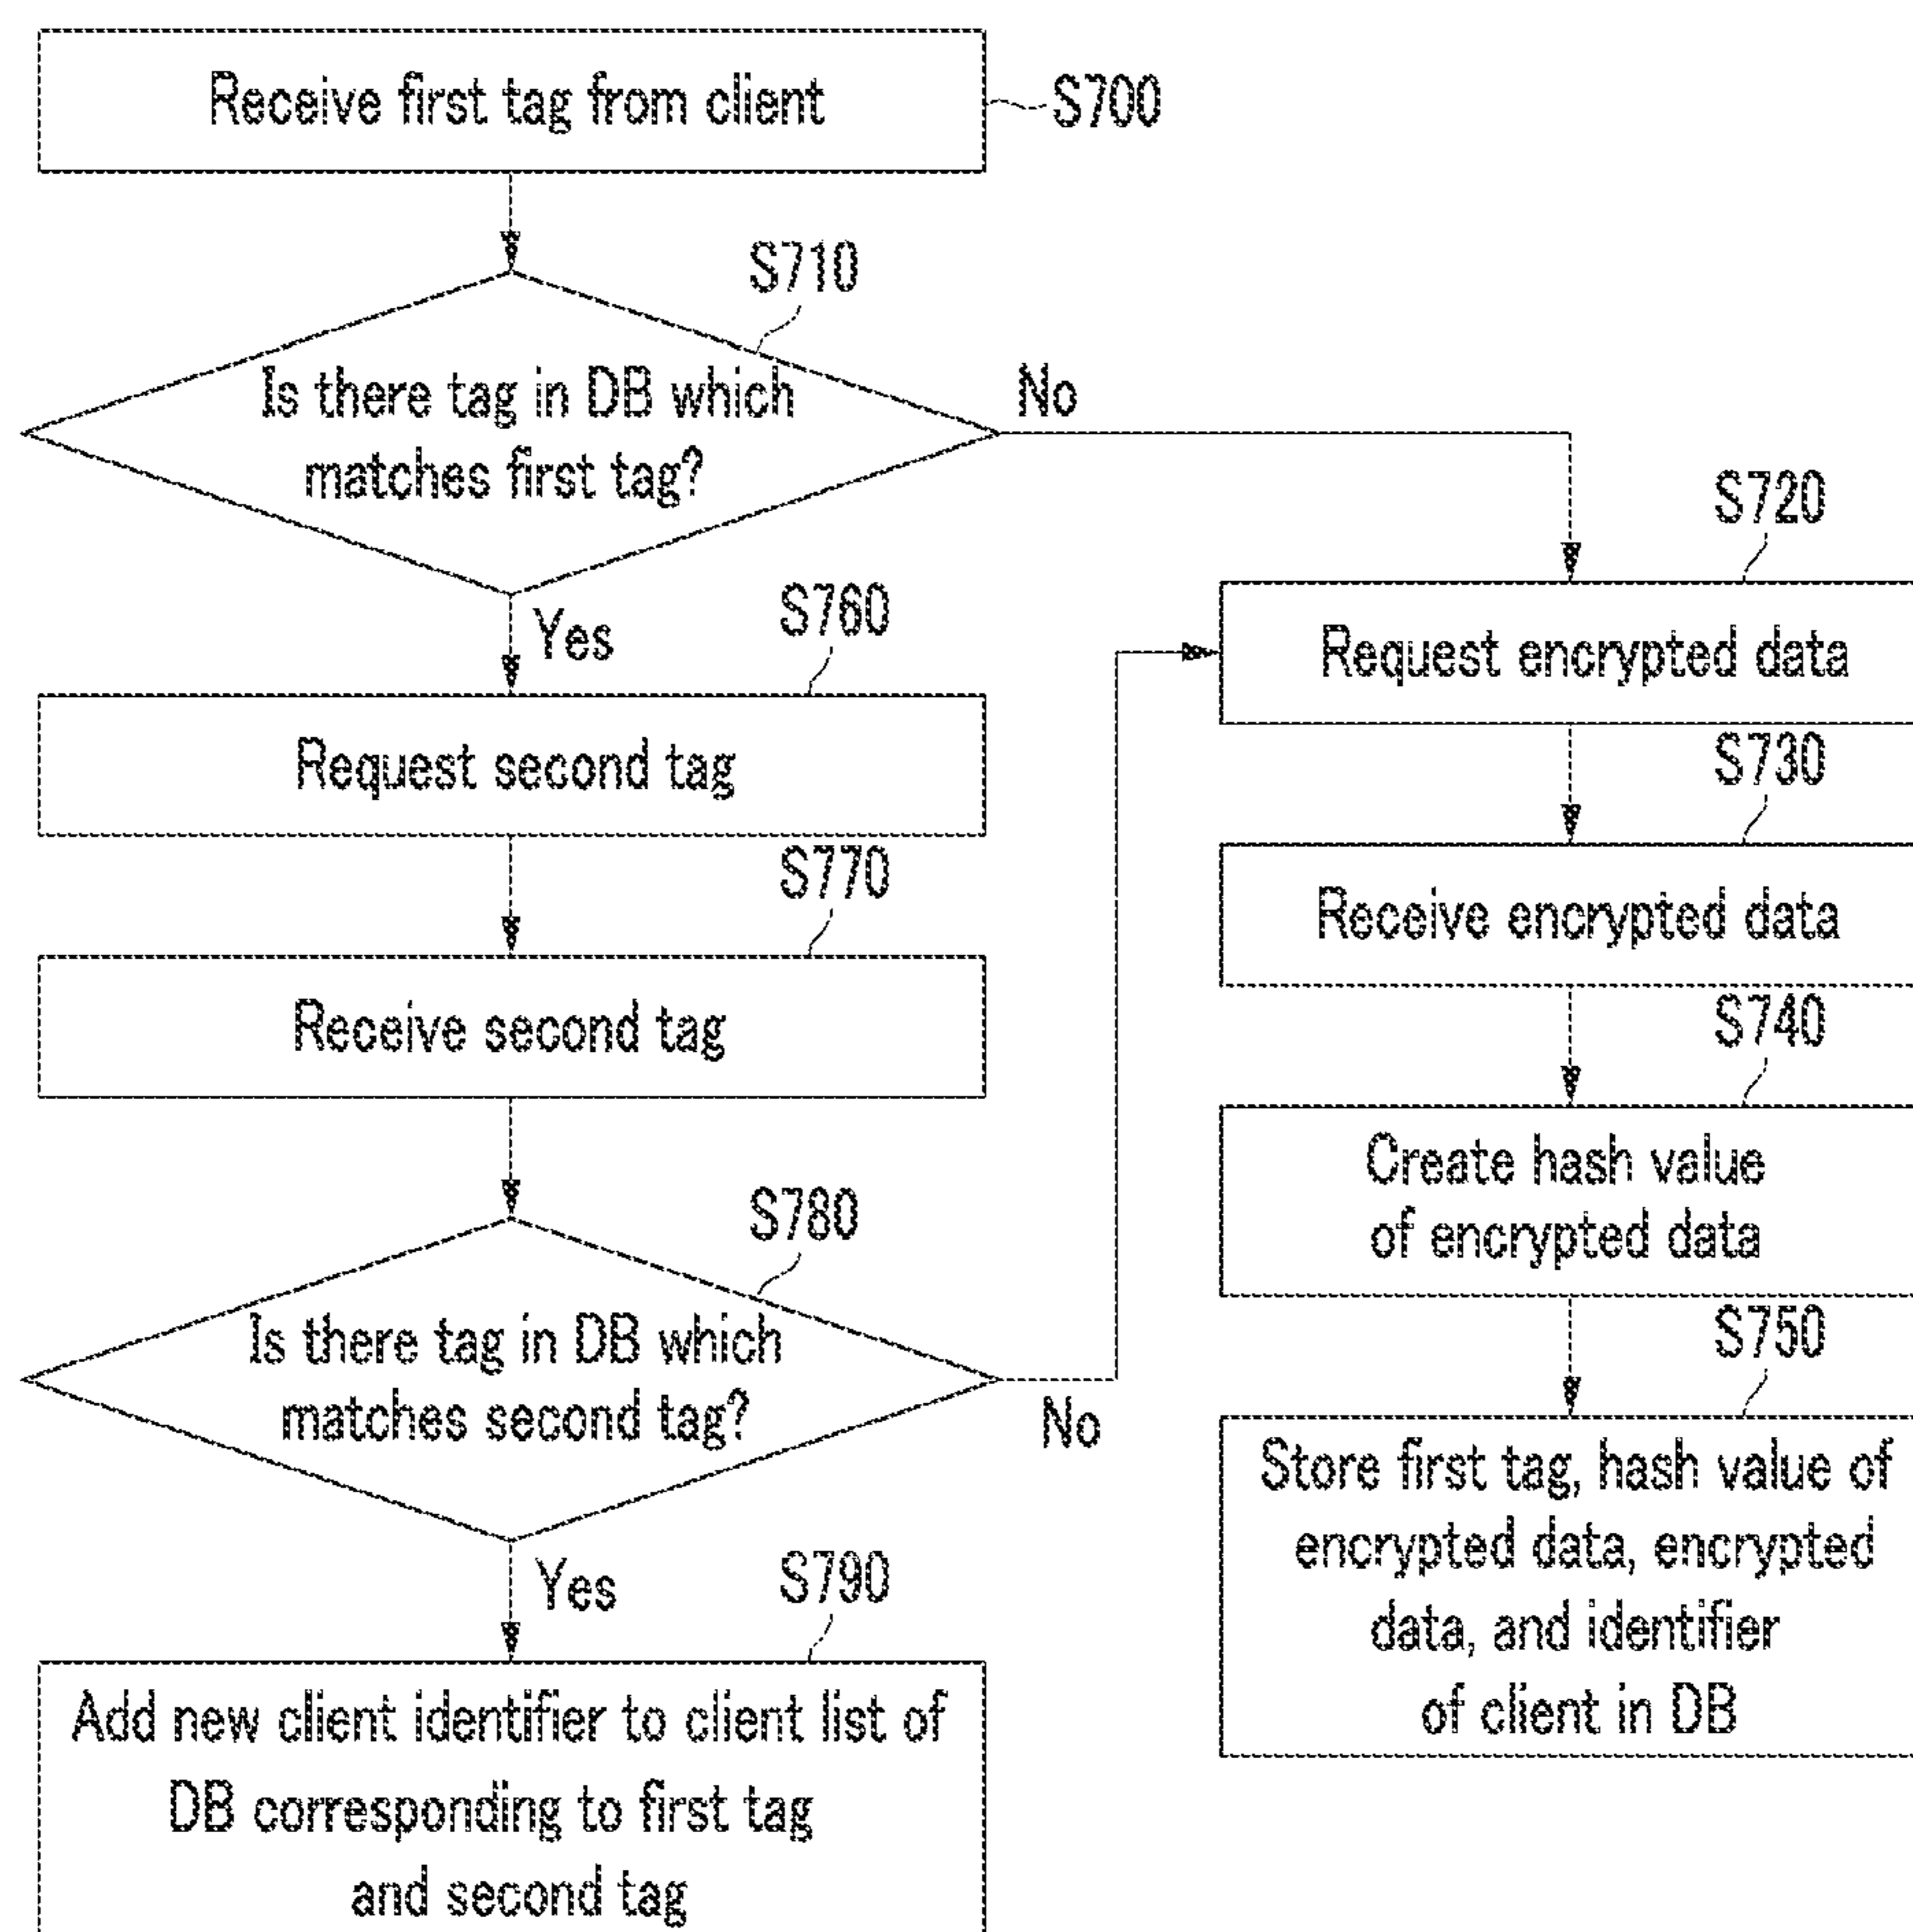 Receive first tag from client
S700
S710
Is there tag in DB which
matches first tag?
No
Yes
S760
Request second tag
S770
Receive second tag
S780
Is there tag in DB which
matches second tag?
No
Yes
S790
Add new client identifier to client list of
DB corresponding to first tag
and second tag
S720
Request encrypted data
S730
Receive encrypted data
S740
Create hash value
of encrypted data
S750
Store first tag, hash value of
encrypted data, encrypted
data, and identifier
of client in DB